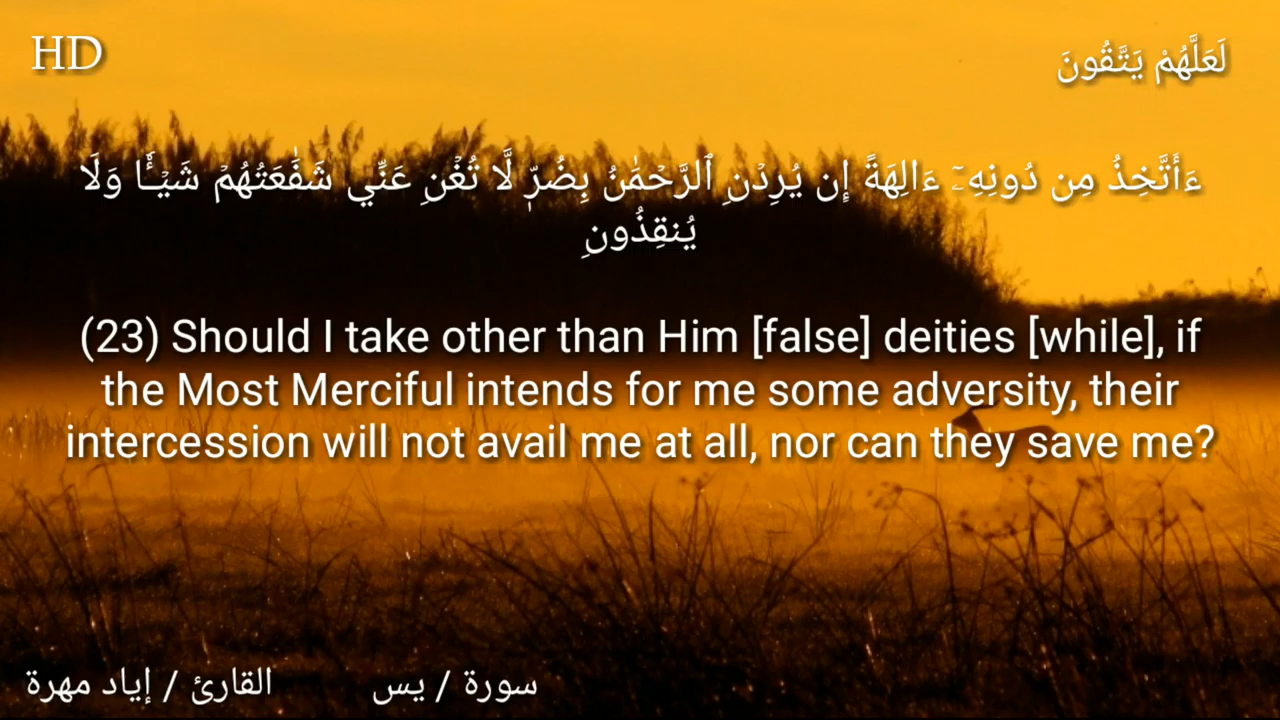 HD
لَعَلَّهُمْ يَتَّقُونَ
ءَأَتَّخِذُ مِن دُونِهِۦٓ ءَالِهَةً إِن يُرِدۡنِ ٱلرَّحۡمَٰنُ بِضُرّٖ لَّا تُغۡنِ عَنِّي شَفَٰعَتُهُمۡ شَيۡـٔٗا وَلَا
يُنقِذُونِ
(23) Should I take other than Him [false] deities [while], if
the Most Merciful intends for me some adversity, their
intercession will not avail me at all, nor can they save me?
سورة / يس
القارئ / إياد مهرة